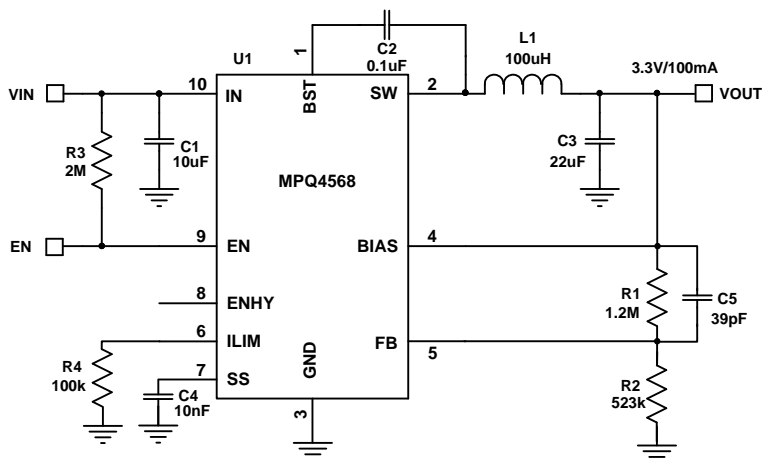 U1
1
C2
0.1uF
L1
100uH
3.3V/100mA
VIN
10
IN
BST
SW
2
VOUT
R3
2M
C1
10uF
MPQ4568
C3
22uF
EN
9
EN
BIAS
4
8
ENHY
R1
1.2M
C5
39pF
6
ILIM
FB
5
R4
100k
7
SS
GND
C4
10nF
3
R2
523k